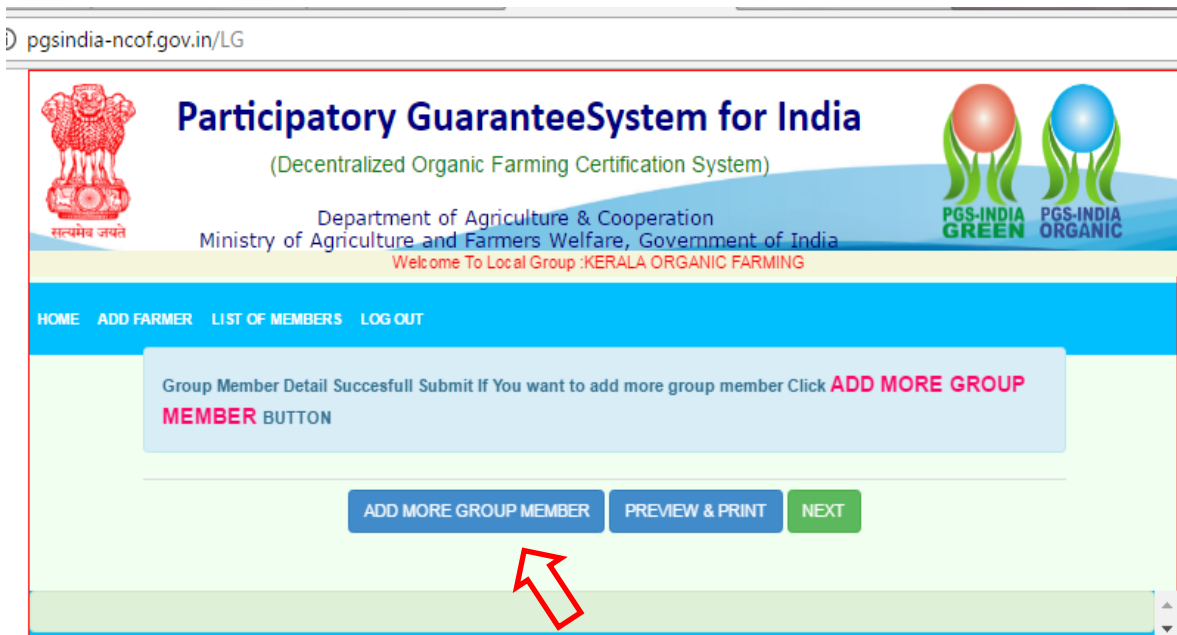 pgsindia-ncof.gov.in/LG
Participatory GuaranteeSystem for India
(Decentralized Organic Farming Certification System)
Department of Agriculture & Cooperation
Ministry of Agriculture and Farmers Welfare, Government of India
सत्यमेव जयते
PGS-INDIA GREEN
PGS-INDIA ORGANIC
Welcome To Local Group :KERALA ORGANIC FARMING
HOME ADD FARMER LIST OF MEMBERS LOG OUT
Group Member Detail Succesfull Submit If You want to add more group member Click ADD MORE GROUP
MEMBER BUTTON
ADD MORE GROUP MEMBER PREVIEW & PRINT NEXT